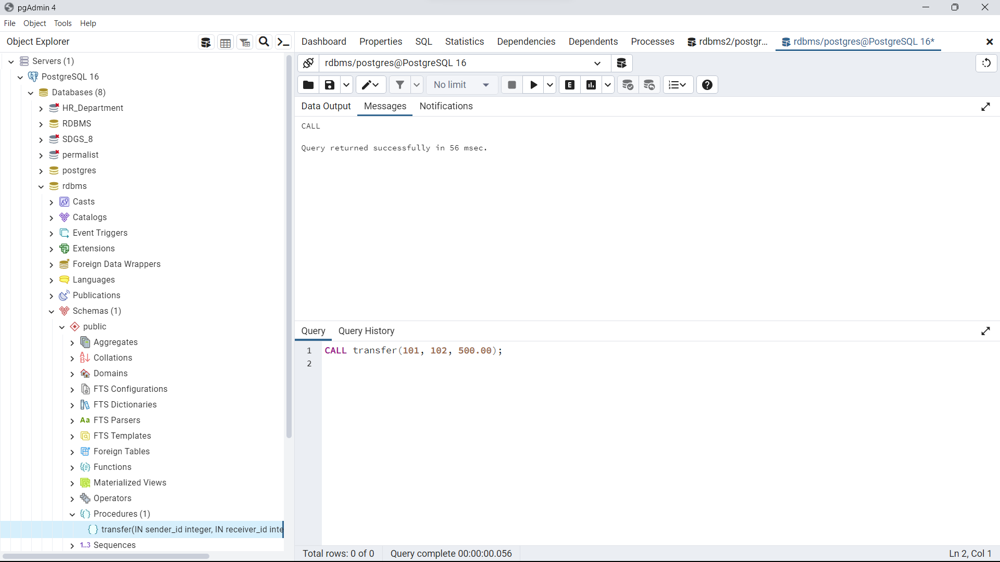 pgAdmin 4
File Object Tools Help
Object Explorer
Servers (1)
PostgreSQL 16
Databases (8)
HR_Department
RDBMS
SDGS_8
permalist
postgres
rdbms
Casts
Catalogs
Event Triggers
Extensions
Foreign Data Wrappers
Languages
Publications
Schemas (1)
public
Aggregates
Collations
Domains
FTS Configurations
FTS Dictionaries
Aa FTS Parsers
FTS Templates
Foreign Tables
Functions
Materialized Views
Operators
Procedures (1)
transfer(IN sender_id integer, IN receiver_id inte
1..3 Sequences
Dashboard Properties SQL Statistics Dependencies Dependents Processes rdbms2/postgr... rdbms/postgres@PostgreSQL 16*
rdbms/postgres@PostgreSQL 16
No limit E
Data Output Messages Notifications
CALL
Query returned successfully in 56 msec.
Query Query History
1 CALL transfer(101, 102, 500.00);
2
Total rows: 0 of 0 Query complete 00:00:00.056 Ln 2, Col 1